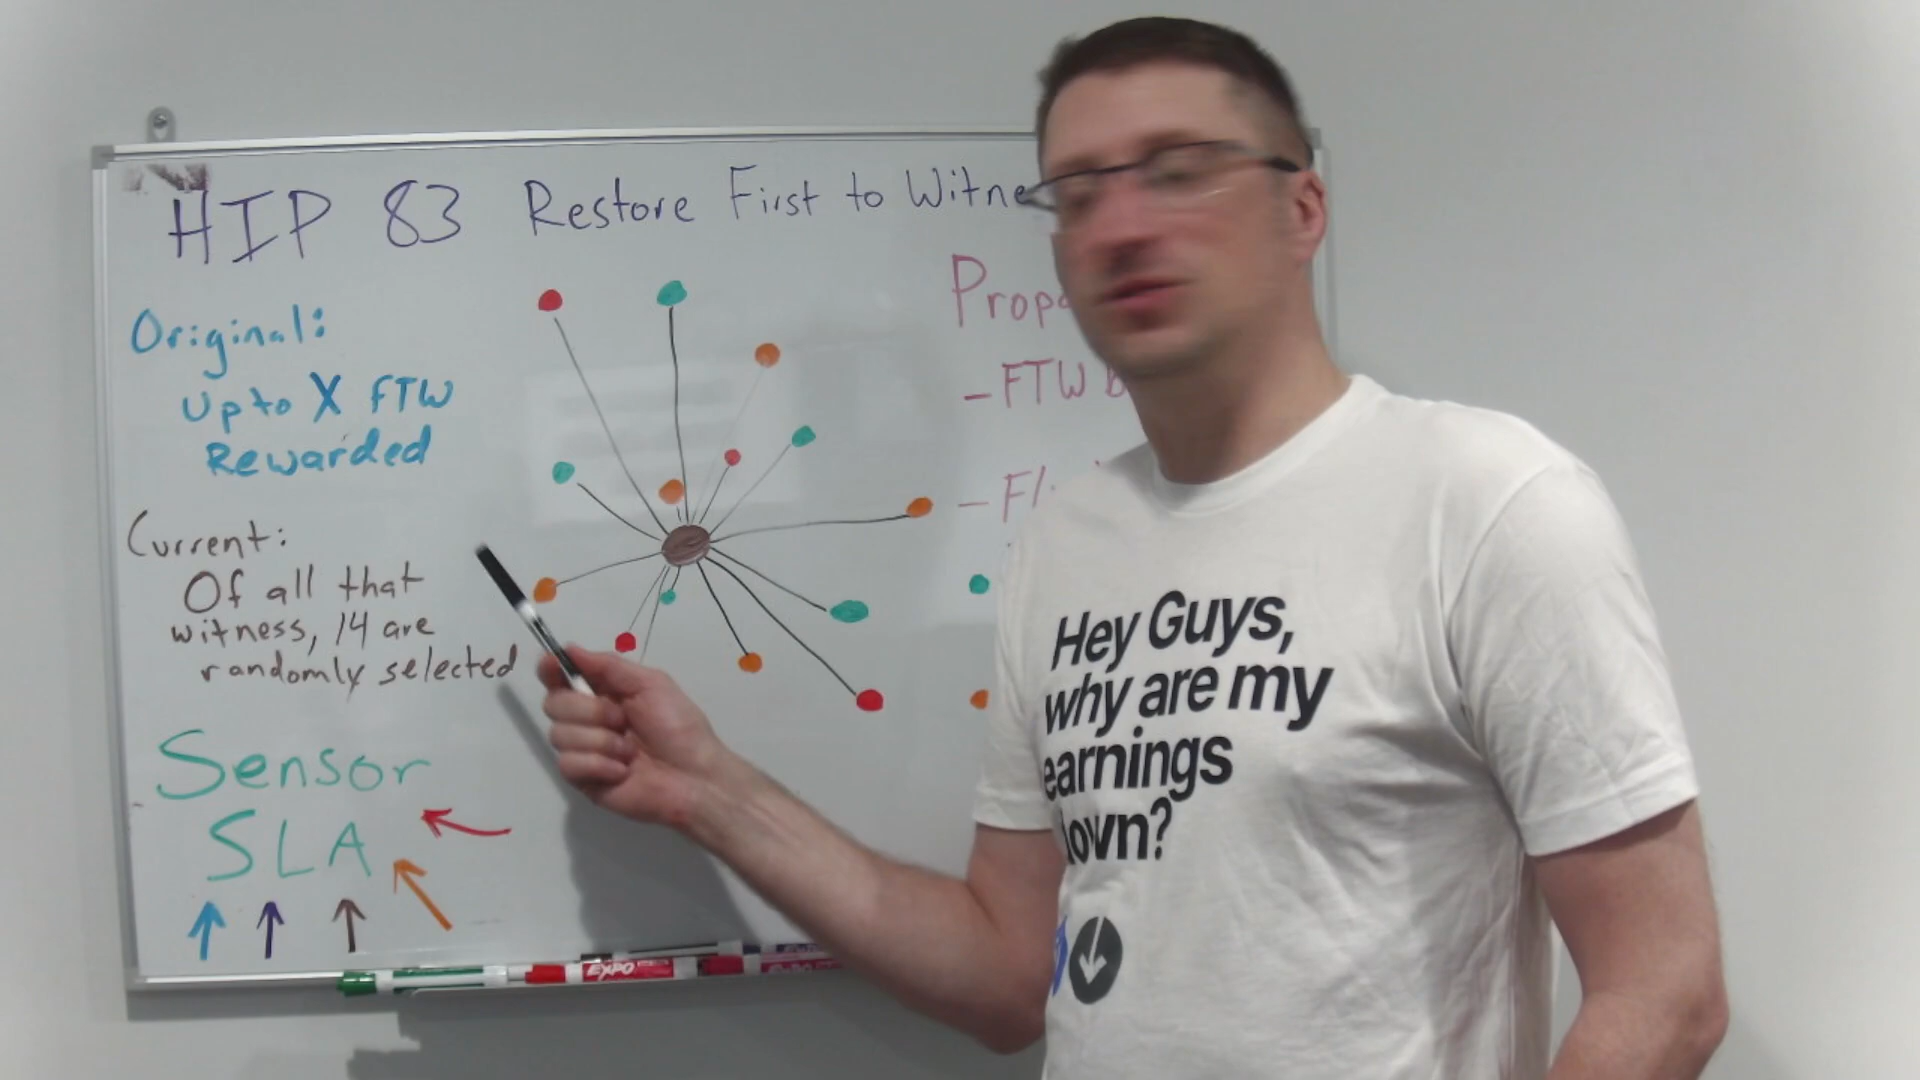 HIP 83 Restore First to Witne
Original:
Up to X FTW
Rewarded
Current:
Of all that
witness, 14 are
randomly selected
Sensor
SLA
Prop
- FTW
Hey Guys,
why are my
earnings
down?
EXPO